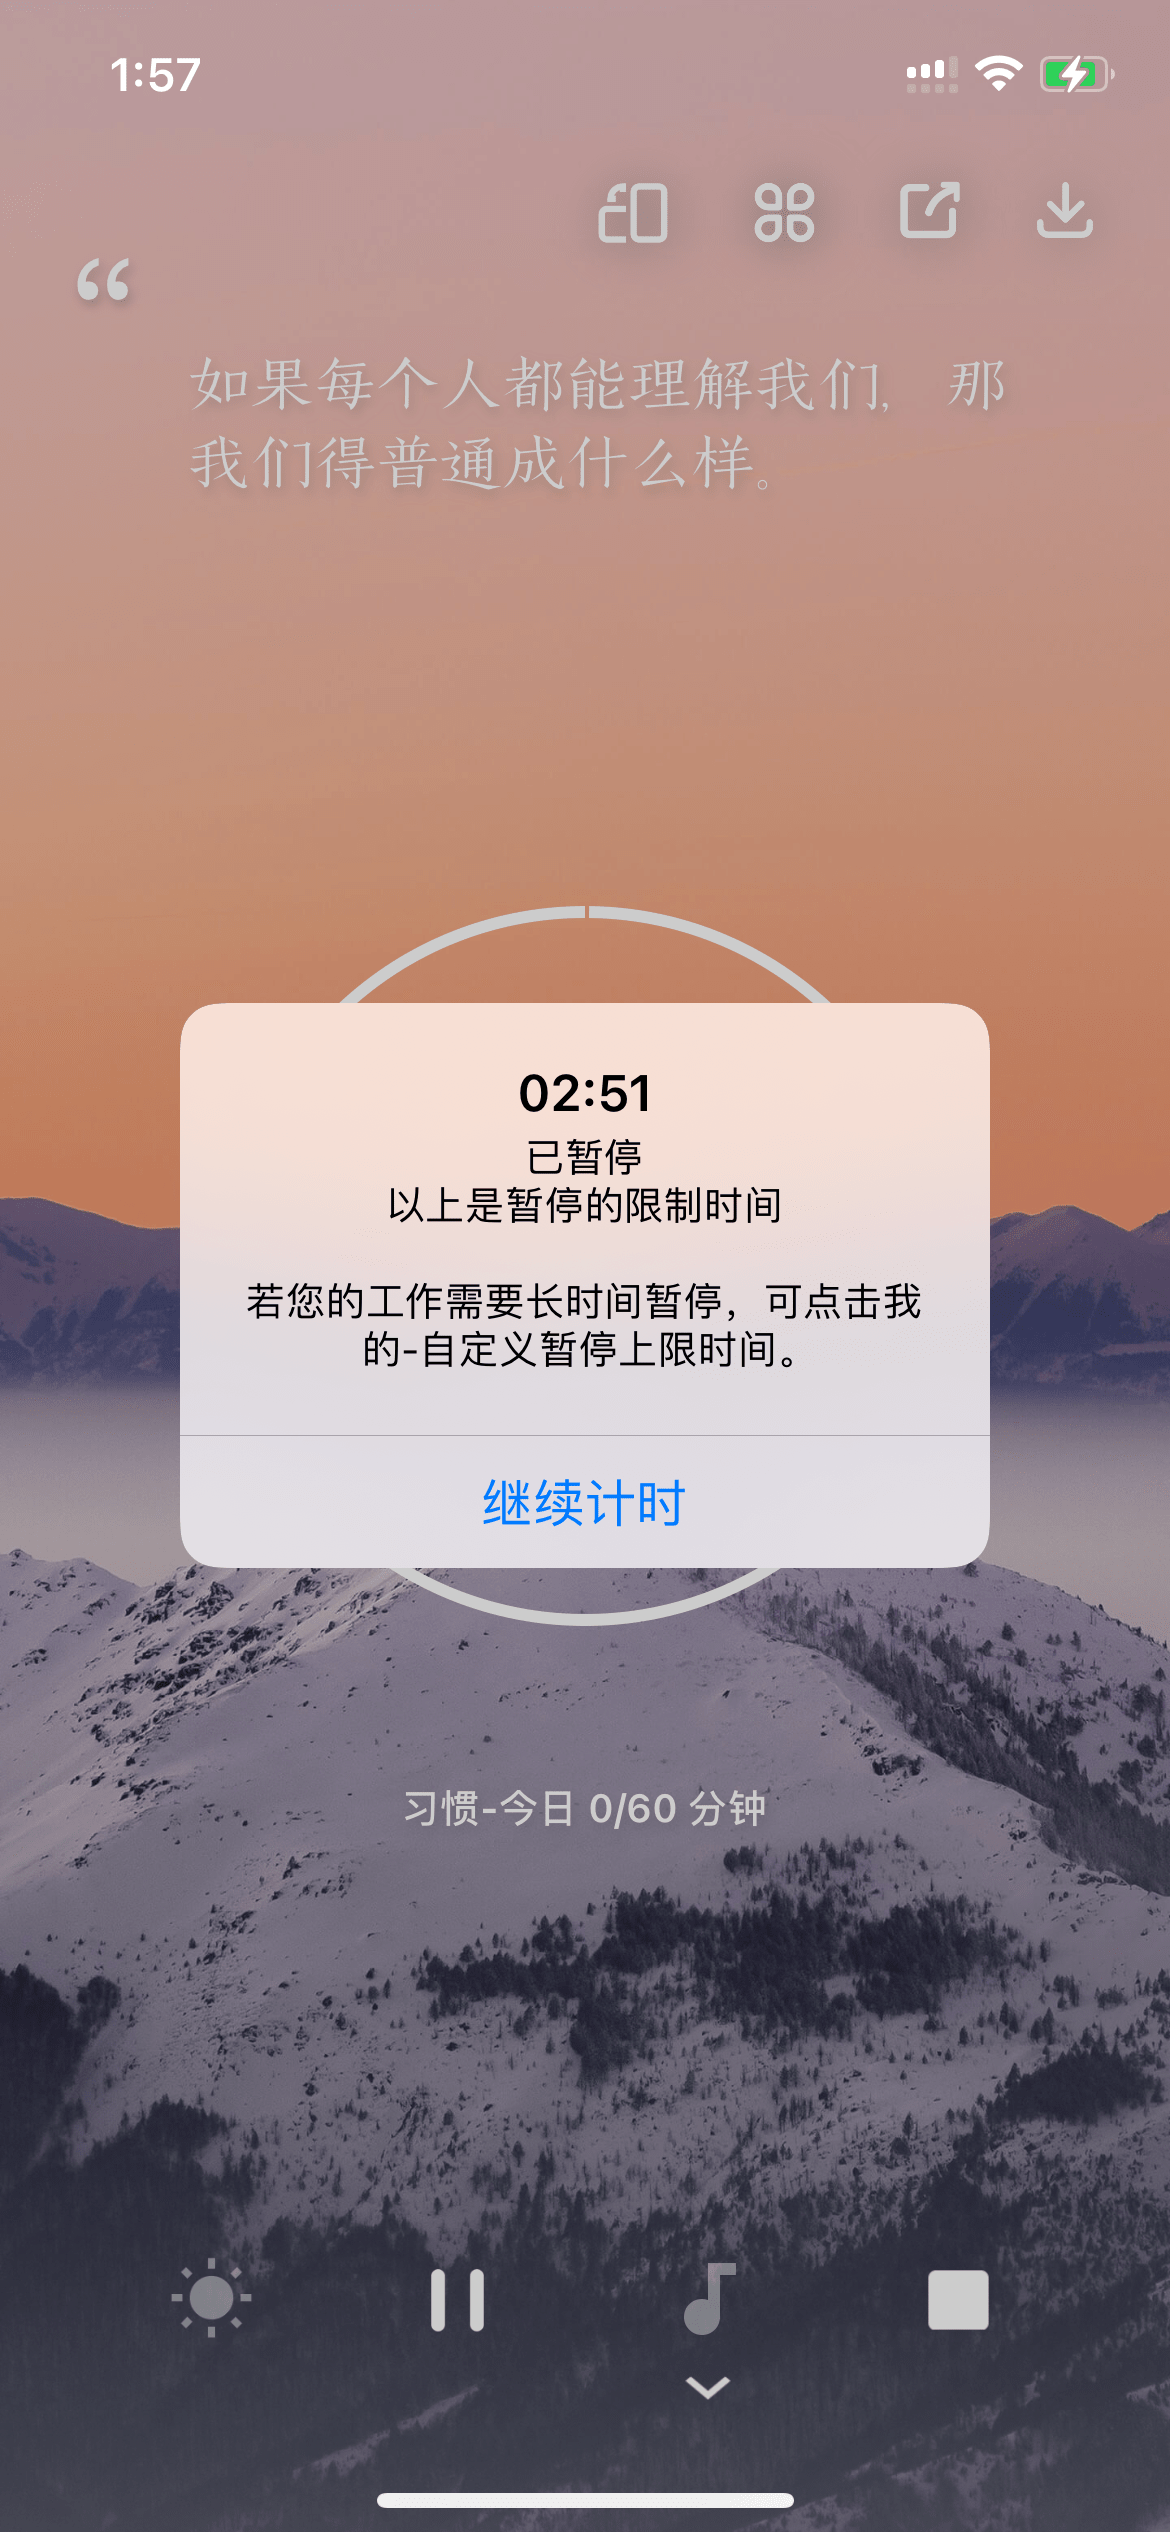 1:57
“
如果每个人都能理解我们，那
我们得普通成什么样。
02:51
已暂停
以上是暂停的限制时间
若您的工作需要长时间暂停，可点击我
的-自定义暂停上限时间。
继续计时
习惯-今日 0/60 分钟